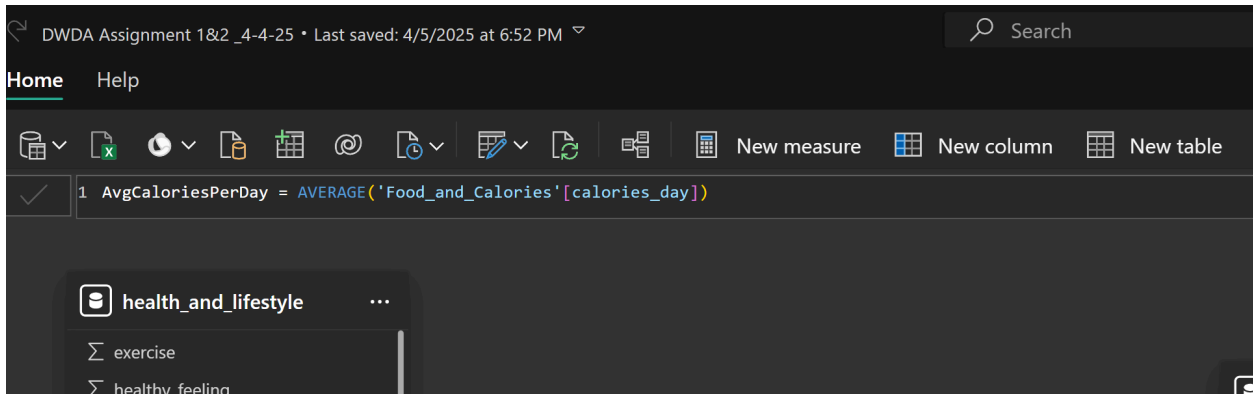 DWDA Assignment 1&2 _4-4-25 • Last saved: 4/5/2025 at 6:52 PM
Search
Home Help
New measure New column New table
1 AvgCaloriesPerDay = AVERAGE('Food_and_Calories'[calories_day])
health_and_lifestyle ...
∑ exercise
∑ healthy_feeling